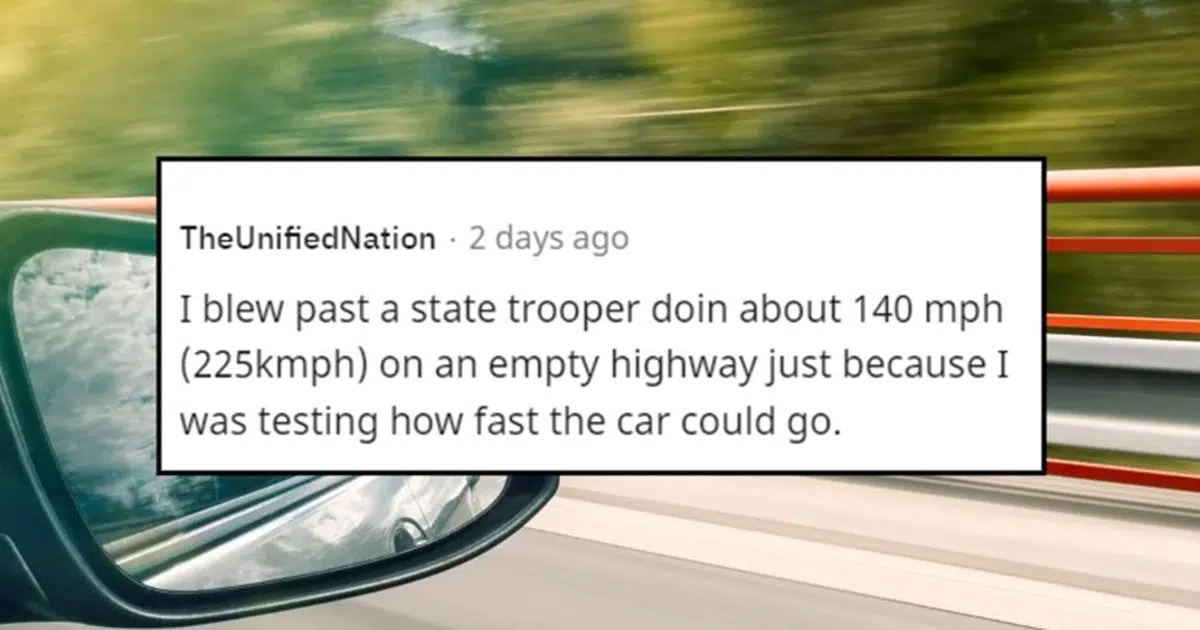 TheUnifiedNation · 2 days ago
I blew past a state trooper doin about 140 mph
(225kmph) on an empty highway just because I
was testing how fast the car could go.